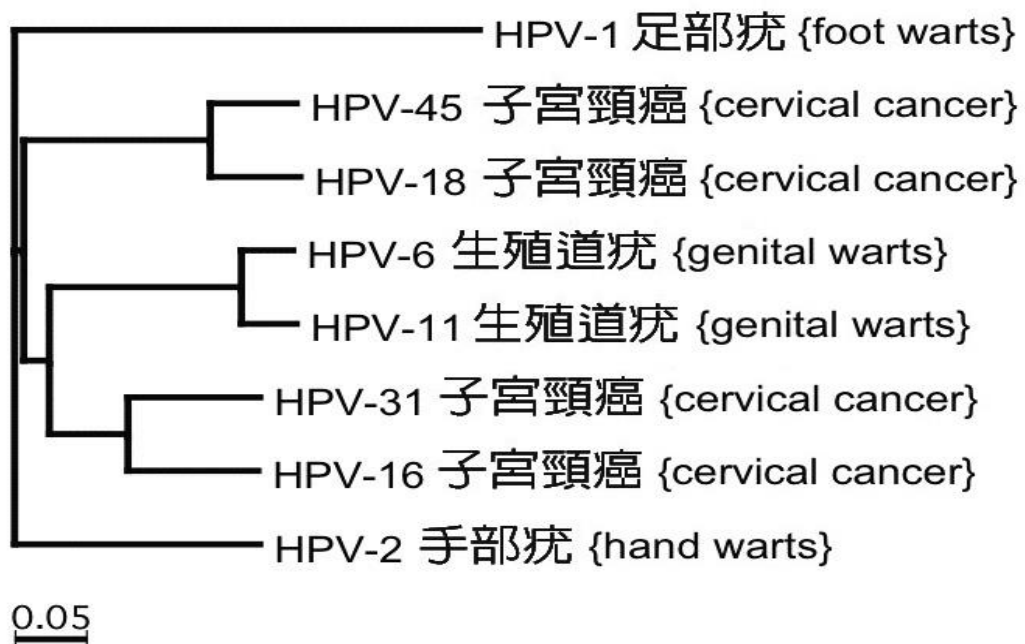 HPV-1 足部疣 {foot warts}
HPV-45 子宮頸癌 {cervical cancer}
HPV-18 子宮頸癌 {cervical cancer}
HPV-6 生殖道疣 {genital warts}
HPV-11 生殖道疣 {genital warts}
HPV-31 子宮頸癌 {cervical cancer}
HPV-16 子宮頸癌 {cervical cancer}
HPV-2 手部疣 {hand warts}
0.05